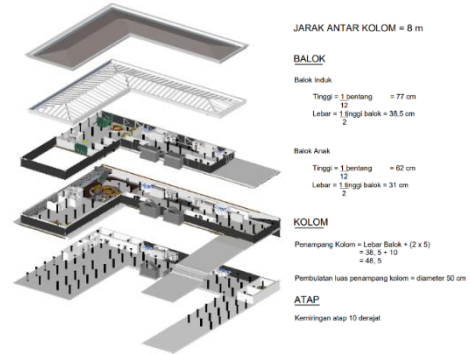 JARAK ANTAR KOLOM = 8 m
BALOK
Balok Induk
Tinggi = 1 bentang = 77 cm
12
Lebar = 1 tinggi balok = 38,5 cm
2
Balok Anak
Tinggi = 1 bentang = 62 cm
12
Lebar = 1 tinggi balok = 31 cm
2
KOLOM
Penampang Kolom = Lebar Balok + (2 x 5)
= 38, 5 + 10
= 48, 5
Pembulatan luas penampang kolom = diameter 50 cm
ATAP
Kemiringan atap 10 derajat